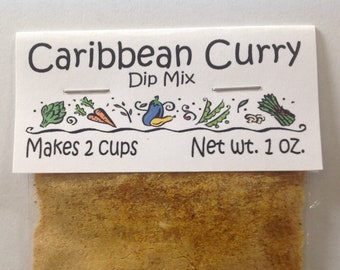 Caribbean Curry
Dip Mix
Makes 2 cups Net wt. 1 oz.